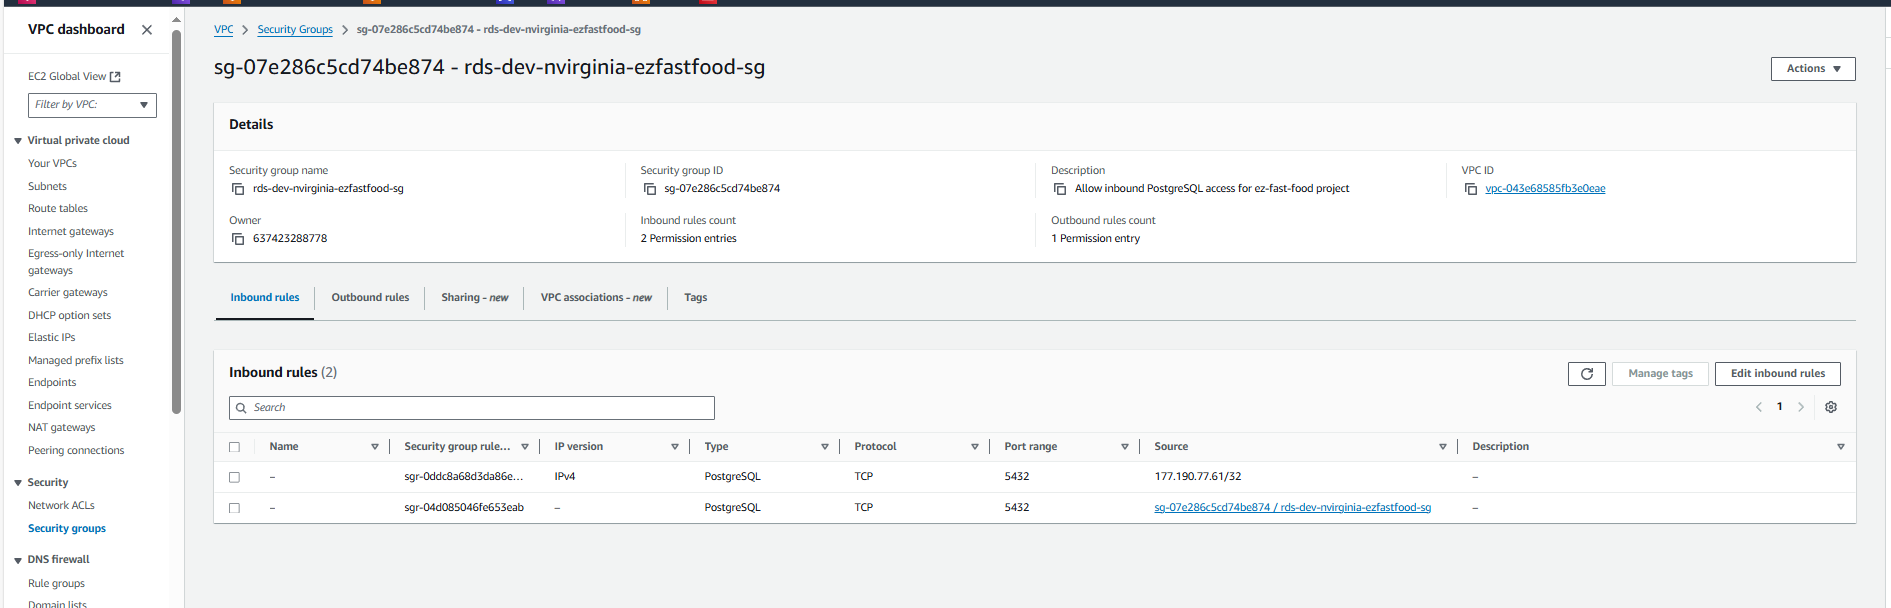 VPC dashboard
EC2 Global View
Filter by VPC:
Virtual private cloud
Your VPCs
Subnets
Route tables
Internet gateways
Egress-only Internet
gateways
Carrier gateways
DHCP option sets
Elastic IPs
Managed prefix lists
Endpoints
Endpoint services
NAT gateways
Peering connections
Security
Network ACLs
Security groups
DNS firewall
Rule groups
Domain lists
VPC > Security Groups > sg-07e286c5cd74be874 - rds-dev-nvirginia-ezfastfood-sg
sg-07e286c5cd74be874 - rds-dev-nvirginia-ezfastfood-sg
Actions
Details
Security group name
rds-dev-nvirginia-ezfastfood-sg
Security group ID
sg-07e286c5cd74be874
Description
Allow inbound PostgreSQL access for ez-fast-food project
VPC ID
vpc-043e68585fb3e0eae
Owner
637423288778
Inbound rules count
2 Permission entries
Outbound rules count
1 Permission entry
Inbound rules Outbound rules Sharing - new VPC associations - new Tags
Inbound rules (2)
Manage tags
Edit inbound rules
Search
1
Name Security group rule... IP version Type Protocol Port range Source Description
– sgr-0ddc8a68d3da86e... IPv4 PostgreSQL TCP 5432 177.190.77.61/32 –
– sgr-04d085046fe653eab – PostgreSQL TCP 5432 sg-07e286c5cd74be874 / rds-dev-nvirginia-ezfastfood-sg –